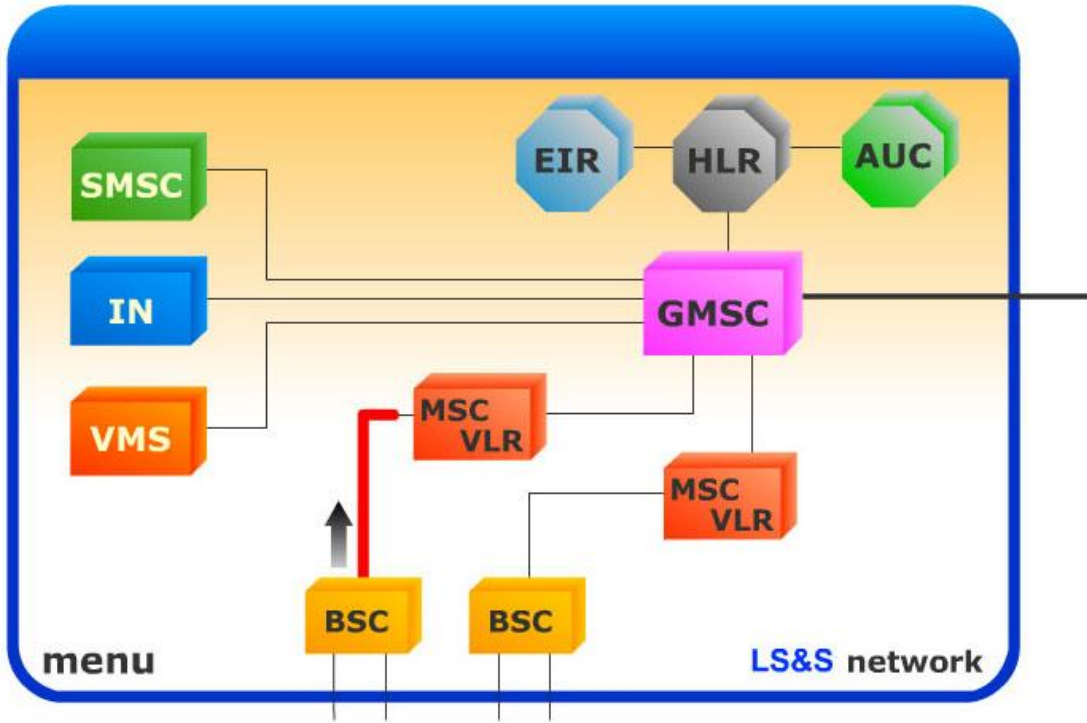 EIR
HLR
AUC
SMSC
IN
GMSC
VMS
MSC
VLR
MSC
VLR
BSC
BSC
menu
LS&S network